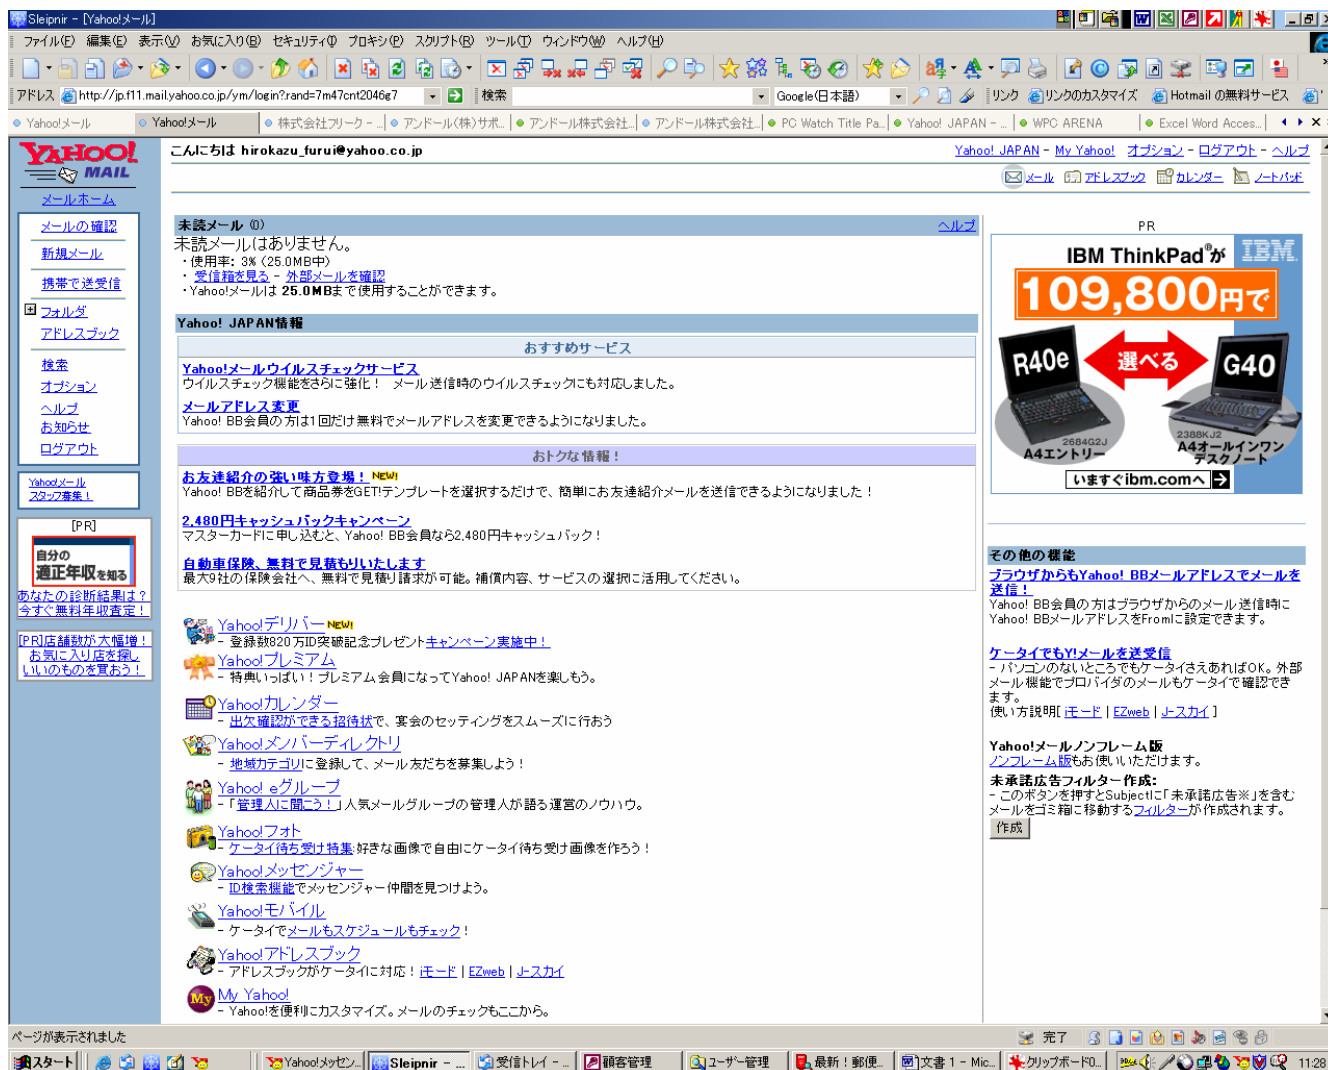 Sleipnir - [Yahoo!メール]
ファイル(F) 編集(E) 表示(V) お気に入り(B) セキュリティ(I) プロキシ(P) スクリプト(R) ツール(T) ウィンドウ(W) ヘルプ(H)
アドレス http://jp.f11.mail.yahoo.co.jp/ym/login?.rand=7m47cnt2046g7 検索 Google(日本語) リンク リンクのカスタマイズ Hotmail の無料サービス
Yahoo!メール Yahoo!メール 株式会社フリーク - ... アンドール(株)サポ... アンドール株式会社... アンドール株式会社... PC Watch Title Pa... Yahoo! JAPAN - ... WPC ARENA Excel Word Acces...
YAHOO! MAIL
こんにちは hirokazu_furui@yahoo.co.jp
Yahoo! JAPAN - My Yahoo! オプション - ログアウト - ヘルプ
メール アドレスブック カレンダー ノートパッド
メールホーム
メールの確認
新規メール
携帯で送受信
フォルダ
アドレスブック
検索
オプション
ヘルプ
お知らせ
ログアウト
Yahoo!メール
スタッフ募集!
[PR]
自分の
適正年収を知る
あなたの診断結果は?
今すぐ無料年収査定!
[PR]店舗数が大幅増!
お気に入り店を探し
いいのものを買おう!
未読メール (0) ヘルプ
未読メールはありません。
・使用率: 3% (25.0MB中)
・受信箱を見る - 外部メールを確認
・Yahoo!メールは 25.0MBまで使用することができます。
Yahoo! JAPAN情報
おすすめサービス
Yahoo!メールウイルスチェックサービス
ウイルスチェック機能をさらに強化! メール送信時のウイルスチェックにも対応しました。
メールアドレス変更
Yahoo! BB会員の方は1回だけ無料でメールアドレスを変更できるようになりました。
おトクな情報!
お友達紹介の強い味方登場! NEW!
Yahoo! BBを紹介して商品券をGET!テンプレートを選択するだけで、簡単にお友達紹介メールを送信できるようになりました!
2,480円キャッシュバックキャンペーン
マスターカードに申し込むと、Yahoo! BB会員なら2,480円キャッシュバック!
自動車保険、無料で見積もりいたします
最大9社の保険会社へ、無料で見積り請求が可能。補償内容、サービスの選択に活用してください。
Yahoo!デリバー NEW!
- 登録数820万ID突破記念プレゼントキャンペーン実施中!
Yahoo!プレミアム
- 特典いっぱい!プレミアム会員になってYahoo! JAPANを楽しもう。
Yahoo!カレンダー
- 出欠確認ができる招待状で、宴会のセッティングをスムーズに行おう
Yahoo!メンバーディレクトリ
- 地域カテゴリに登録して、メール友だちを募集しよう!
Yahoo! eグループ
- 「管理人に聞こう!」人気メールグループの管理人が語る運営のノウハウ。
Yahoo!フォト
- ケータイ待ち受け特集:好きな画像で自由にケータイ待ち受け画像を作ろう!
Yahoo!メッセンジャー
- ID検索機能でメッセンジャー仲間を見つけよう。
Yahoo!モバイル
- ケータイでメールもスケジュールもチェック!
Yahoo!アドレスブック
- アドレスブックがケータイに対応! iモード | EZweb | J-スカイ
My
My Yahoo!
- Yahoo!を便利にカスタマイズ。メールのチェックもここから。
PR
IBM ThinkPad®が IBM
109,800円で
R40e 選べる G40
2684G2J
A4エントリー
2388KJ2
A4オールインワン
デスクノート
いますぐibm.comへ
その他の機能
ブラウザからもYahoo! BBメールアドレスでメールを
送信!
Yahoo! BB会員の方はブラウザからのメール送信時に
Yahoo! BBメールアドレスをFromに設定できます。
ケータイでもY!メールを送受信
- パソコンのないところでもケータイさえあればOK。外部
メール機能でプロバイダのメールもケータイで確認でき
ます。
使い方説明[ iモード | EZweb | J-スカイ ]
Yahoo!メールノンフレーム版
ノンフレーム版もお使いいただけます。
未承諾広告フィルター作成:
- このボタンを押すとSubjectに「未承諾広告※」を含む
メールをゴミ箱に移動するフィルターが作成されます。
作成
ページが表示されました 完了
スタート Yahoo!メッセン... Sleipnir - ... 受信トレイ - ... 顧客管理 ユーザー管理 最新!郵便... 文書 1 - Mic... クリップボード0... 11:28